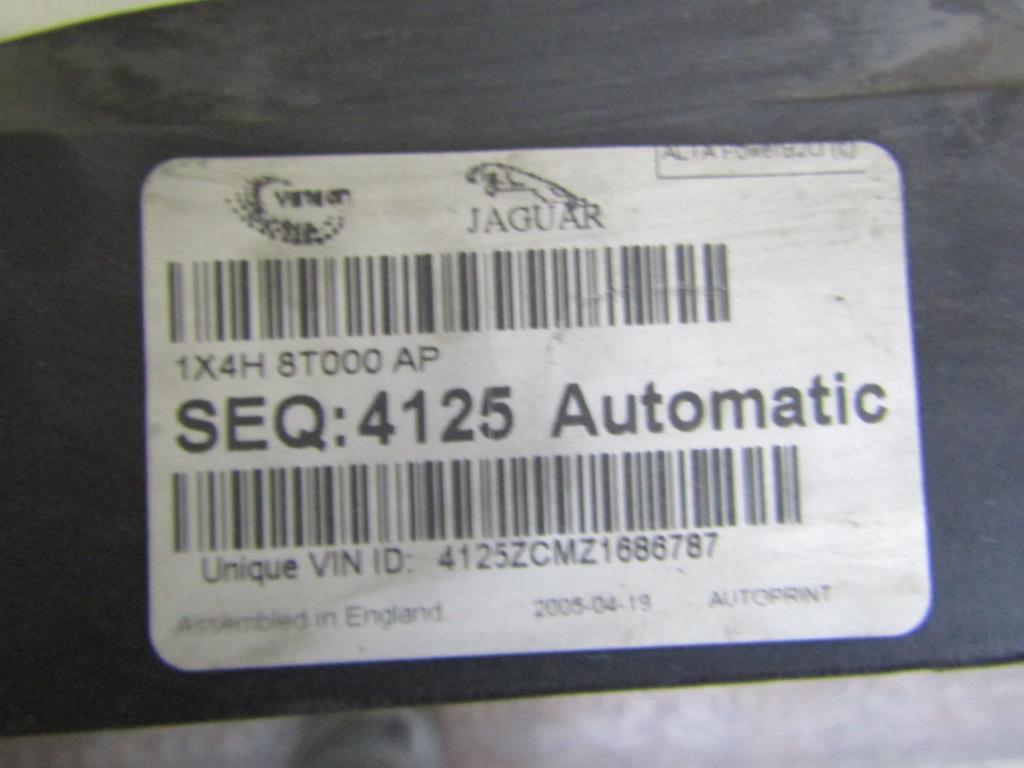 JAGUAR
1X4H 8T000 AP
SEQ:4125 Automatic
Unique VIN ID: 4125ZCMZ1686787
Assembled in England 2005-04-19 AUTOPRINT